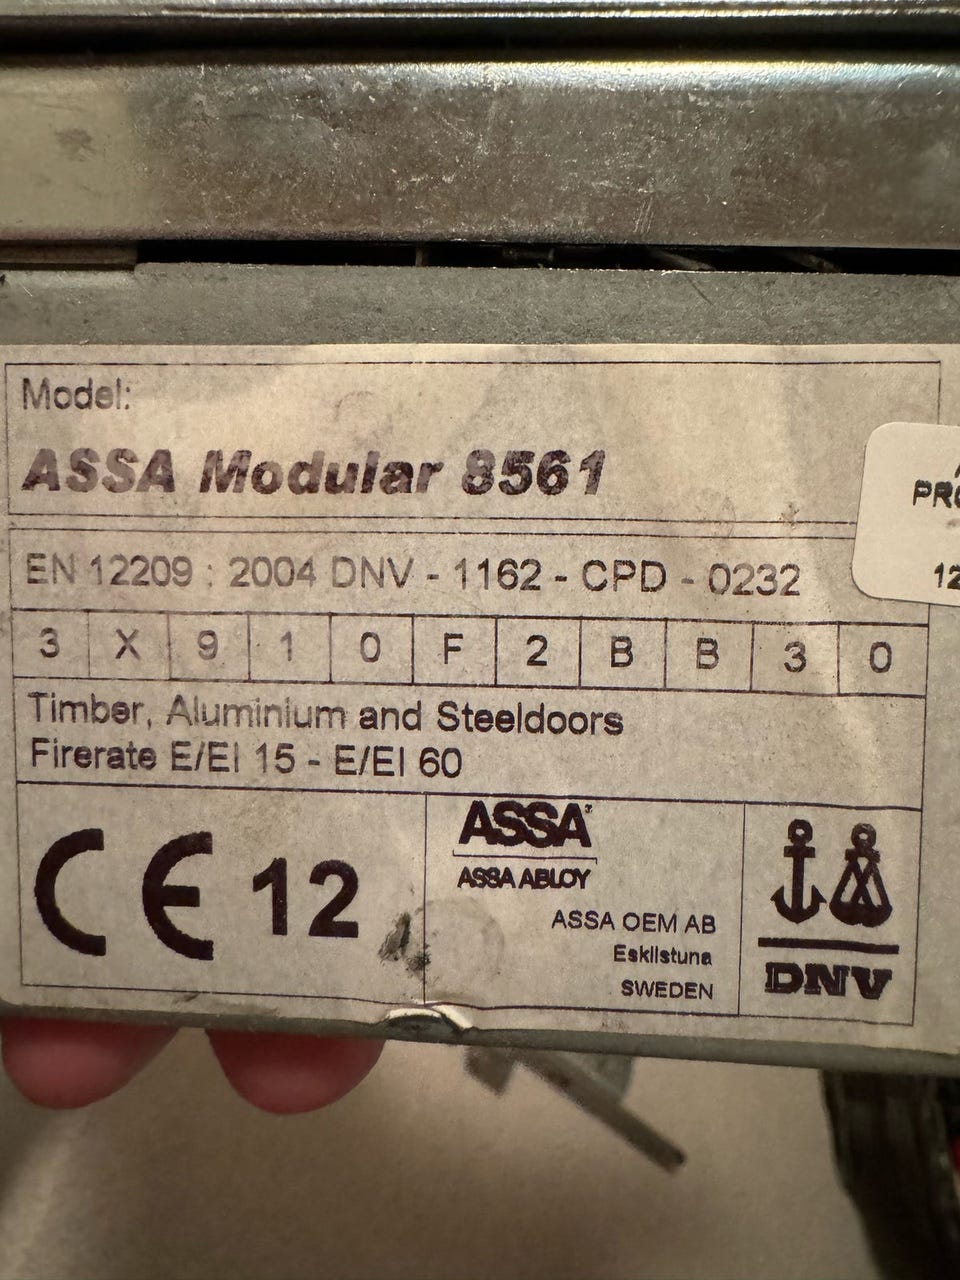 Model:
ASSA Modular 8561
PRO
12
EN 12209 : 2004 DNV - 1162 - CPD - 0232
3 X 9 1 0 F 2 B B 3 0
Timber, Aluminium and Steeldoors
Firerate E/EI 15 - E/EI 60
CE 12
ASSA
ASSA ABLOY
ASSA OEM AB
Eskilstuna
SWEDEN
DNV